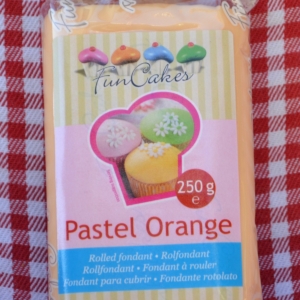 FunCakes
250 g
e
Pastel Orange
Rolled fondant • Rolfondant
Rollfondant • Fondant à rouler
Fondant para cubrir • Fondante rotolato